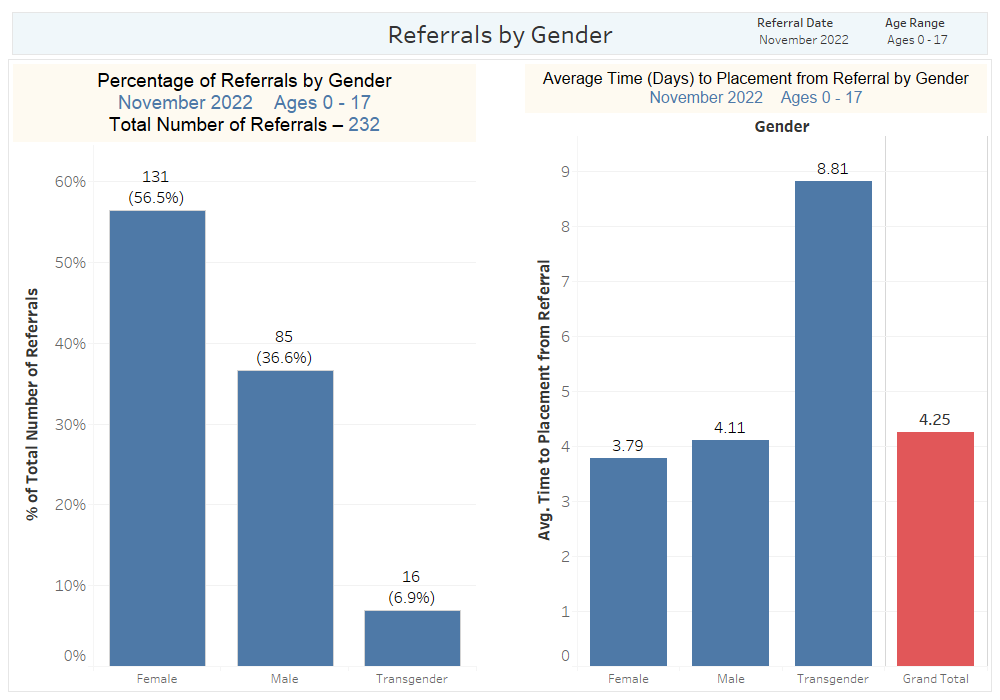 Referrals by Gender
Referral Date
November 2022
Age Range
Ages 0 - 17
Percentage of Referrals by Gender
November 2022 Ages 0 - 17
Total Number of Referrals – 232
% of Total Number of Referrals
60%
50%
40%
30%
20%
10%
0%
131
(56.5%)
85
(36.6%)
16
(6.9%)
Female
Male
Transgender
Average Time (Days) to Placement from Referral by Gender
November 2022 Ages 0 - 17
Gender
Avg. Time to Placement from Referral
9
8
7
6
5
4
3
2
1
0
3.79
4.11
8.81
4.25
Female
Male
Transgender
Grand Total